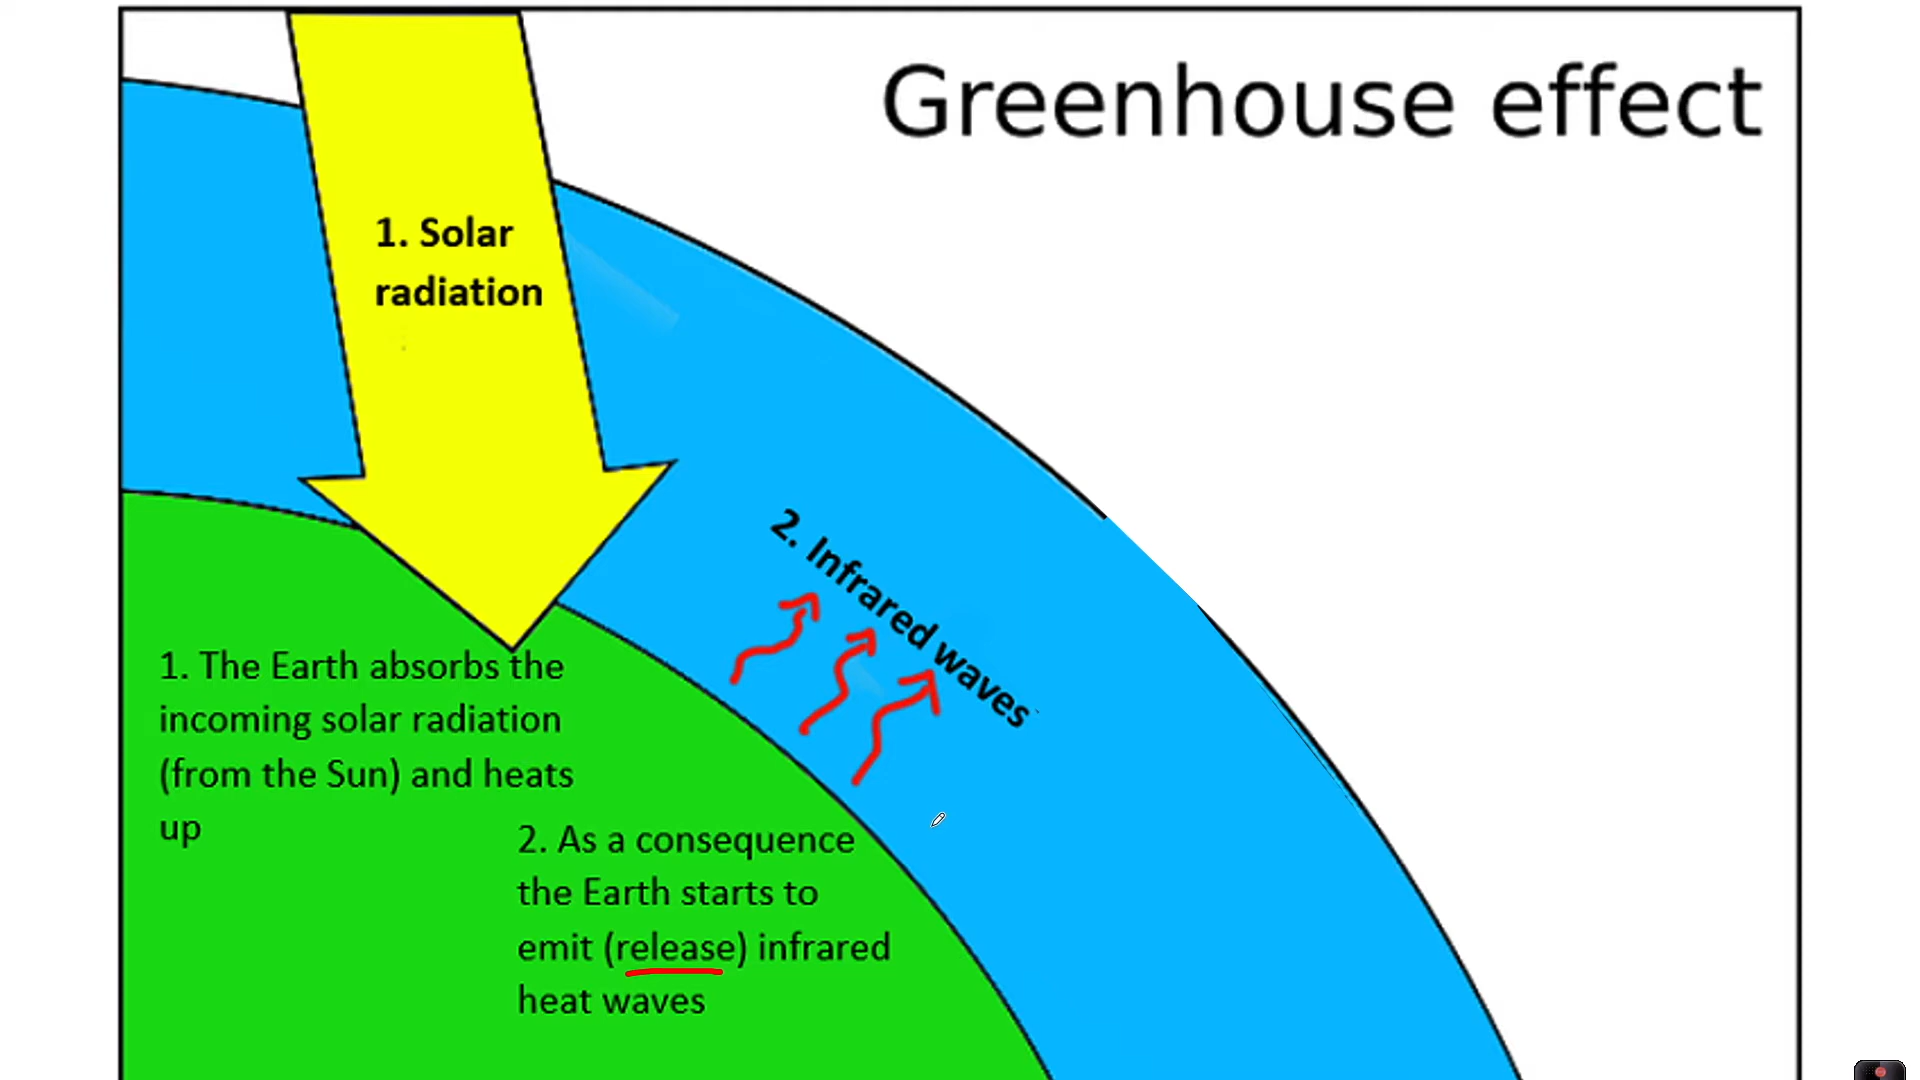 Greenhouse effect
1. Solar
radiation
2. Infrared waves
1. The Earth absorbs the
incoming solar radiation
(from the Sun) and heats
up
2. As a consequence
the Earth starts to
emit (release) infrared
heat waves